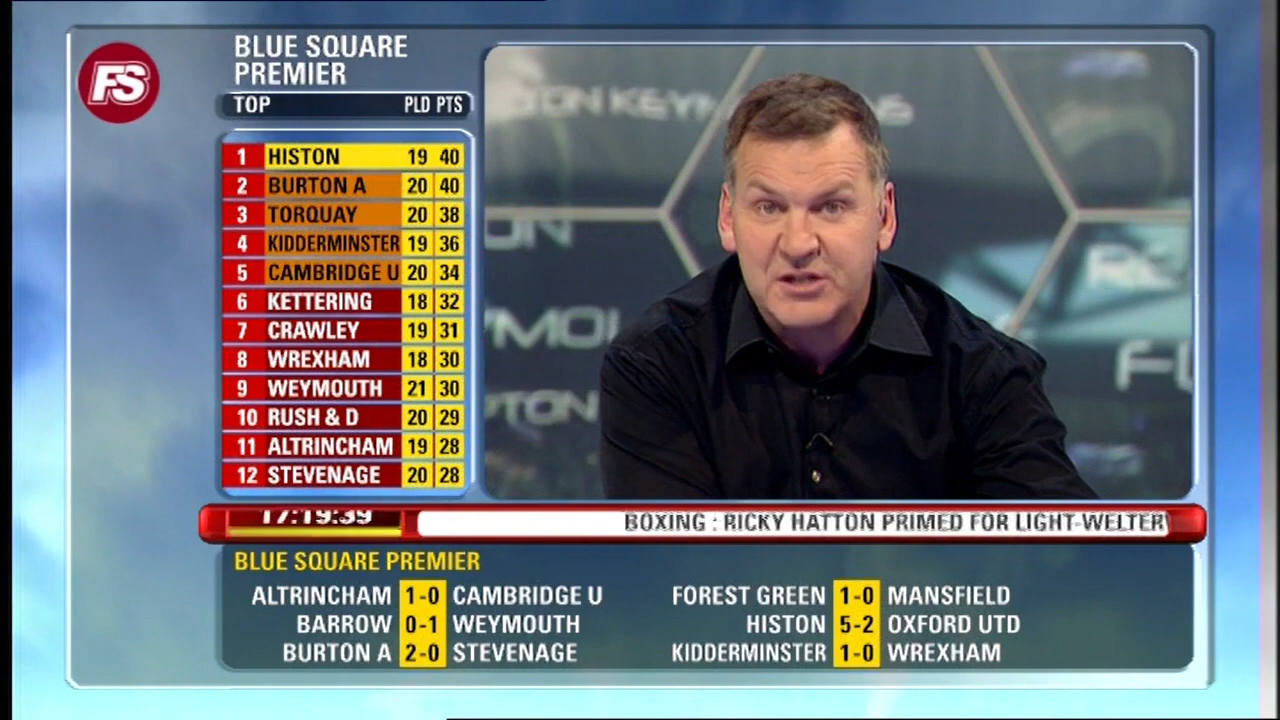 FS
BLUE SQUARE
PREMIER
TOP PLD PTS
1 HISTON 19 40
2 BURTON A 20 40
3 TORQUAY 20 38
4 KIDDERMINSTER 19 36
5 CAMBRIDGE U 20 34
6 KETTERING 18 32
7 CRAWLEY 19 31
8 WREXHAM 18 30
9 WEYMOUTH 21 30
10 RUSH & D 20 29
11 ALTRINCHAM 19 28
12 STEVENAGE 20 28
17:19:39 BOXING : RICKY HATTON PRIMED FOR LIGHT-WELTER
BLUE SQUARE PREMIER
ALTRINCHAM 1-0 CAMBRIDGE U FOREST GREEN 1-0 MANSFIELD
BARROW 0-1 WEYMOUTH HISTON 5-2 OXFORD UTD
BURTON A 2-0 STEVENAGE KIDDERMINSTER 1-0 WREXHAM